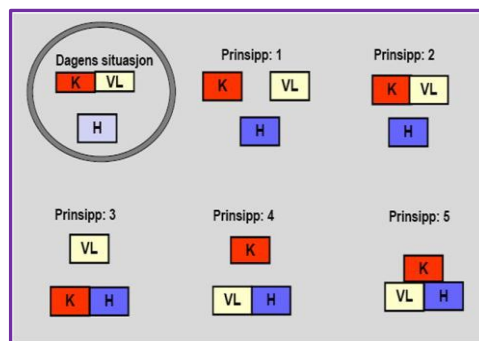 Dagens situasjon
K VL
H
Prinsipp: 1
K VL
H
Prinsipp: 2
K VL
H
Prinsipp: 3
VL
K H
Prinsipp: 4
K
VL H
Prinsipp: 5
K
VL H